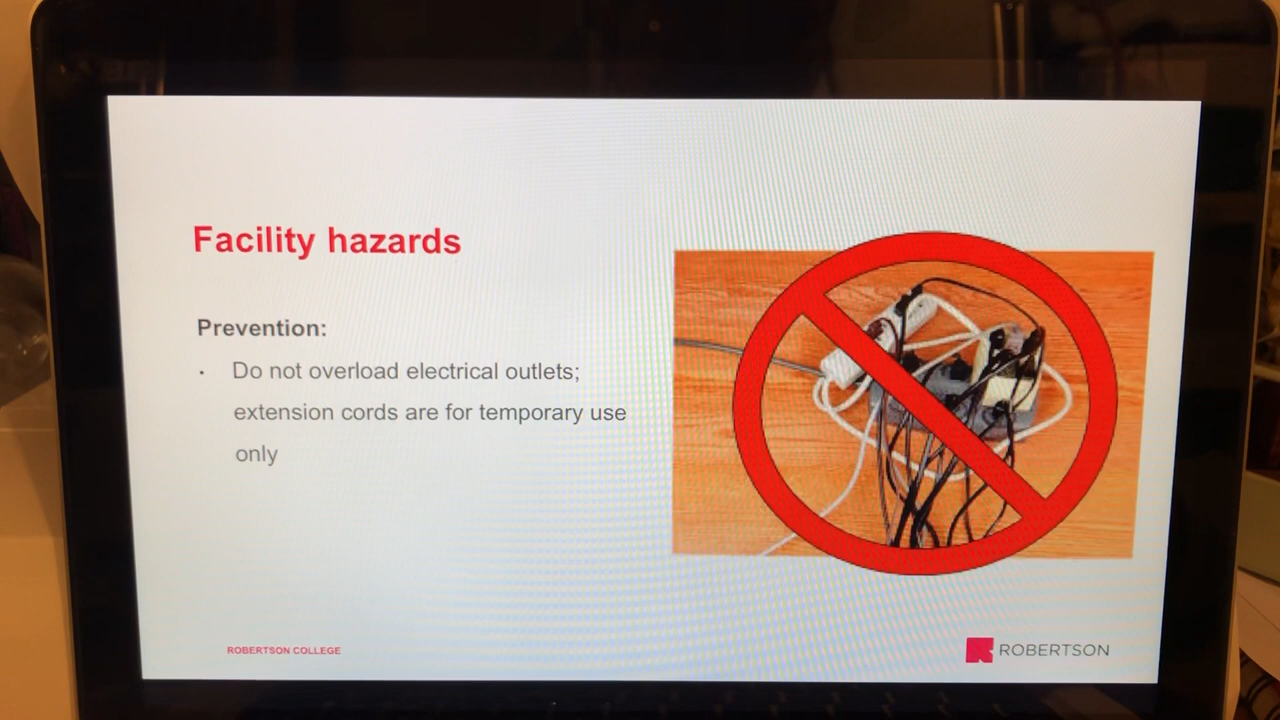 Facility hazards
Prevention:
• Do not overload electrical outlets;
extension cords are for temporary use
only
ROBERTSON COLLEGE
ROBERTSON